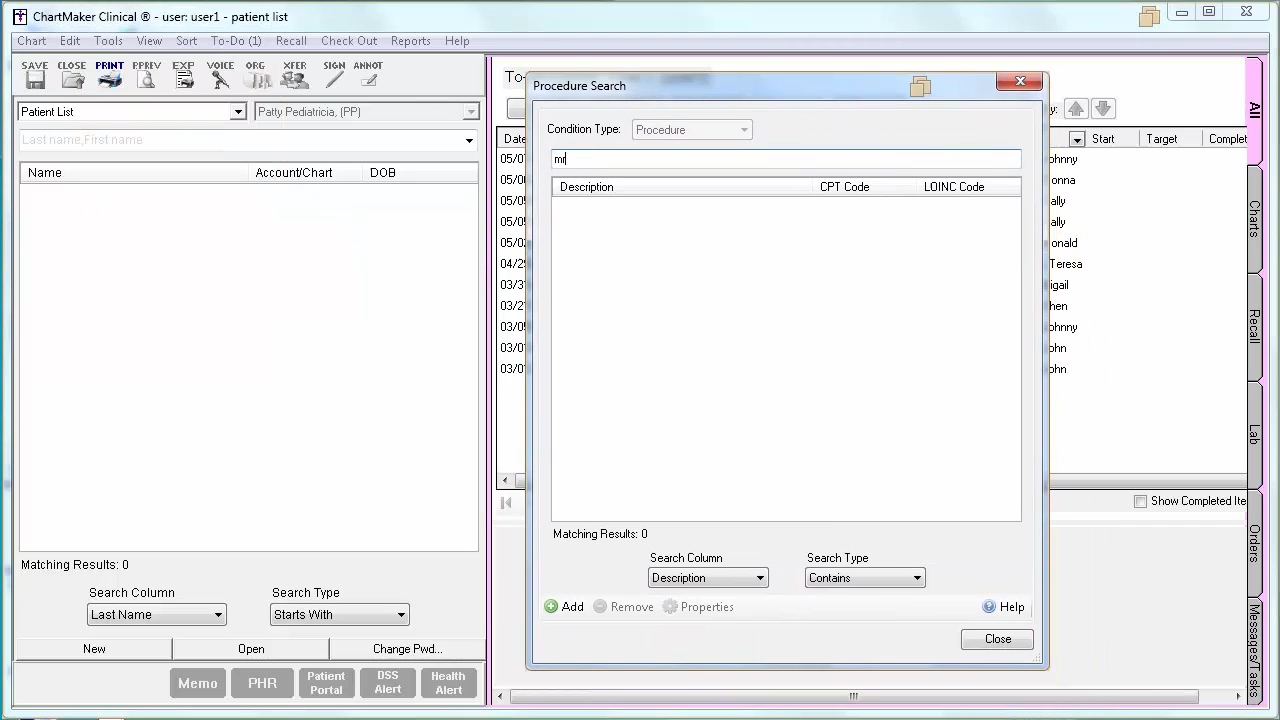 ChartMaker Clinical ® - user: user1 - patient list
Chart Edit Tools View Sort To-Do (1) Recall Check Out Reports Help
SAVE CLOSE PRINT PPREV EXP VOICE ORG XFER SIGN ANNOT
Patient List
Patty Pediatricia, (PP)
Last name,First name
Name Account/Chart DOB
Matching Results: 0
Search Column Search Type
Last Name Starts With
New Open Change Pwd...
Memo PHR Patient Portal DSS Alert Health Alert
To-
Procedure Search
Condition Type: Procedure
mr
Description CPT Code LOINC Code
Matching Results: 0
Search Column Search Type
Description Contains
Add Remove Properties Help
Close
y:
Date Start Target Complet
05/0 ohnny
05/0 onna
05/0 ally
05/0 ally
05/0 onald
04/2 Teresa
03/3 igail
03/2 hen
03/0 ohnny
03/0 ohn
03/0 ohn
Show Completed Ite
All
Charts
Recall
Lab
Orders
Messages/Tasks